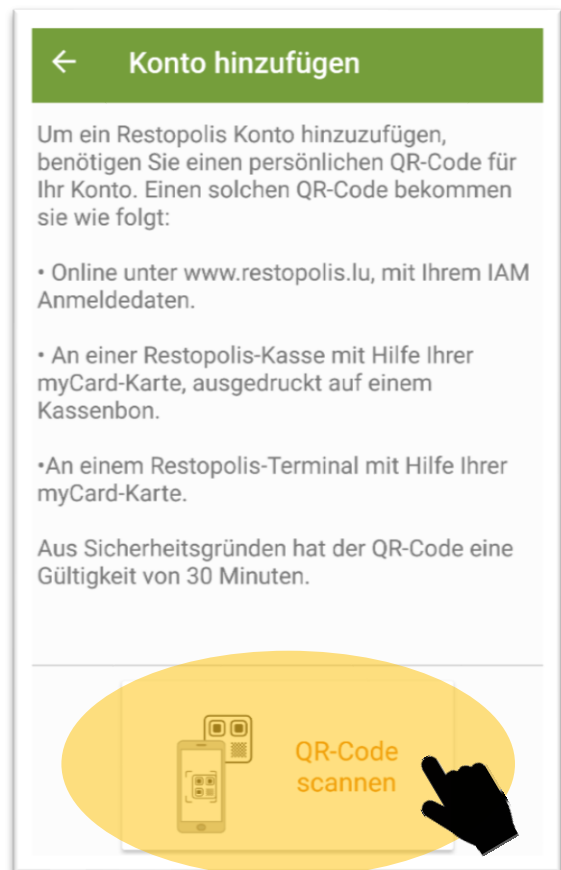 Konto hinzufügen
Um ein Restopolis Konto hinzuzufügen,
benötigen Sie einen persönlichen QR-Code für
Ihr Konto. Einen solchen QR-Code bekommen
sie wie folgt:
• Online unter www.restopolis.lu, mit Ihrem IAM
Anmeldedaten.
• An einer Restopolis-Kasse mit Hilfe Ihrer
myCard-Karte, ausgedruckt auf einem
Kassenbon.
•An einem Restopolis-Terminal mit Hilfe Ihrer
myCard-Karte.
Aus Sicherheitsgründen hat der QR-Code eine
Gültigkeit von 30 Minuten.
QR-Code
scannen